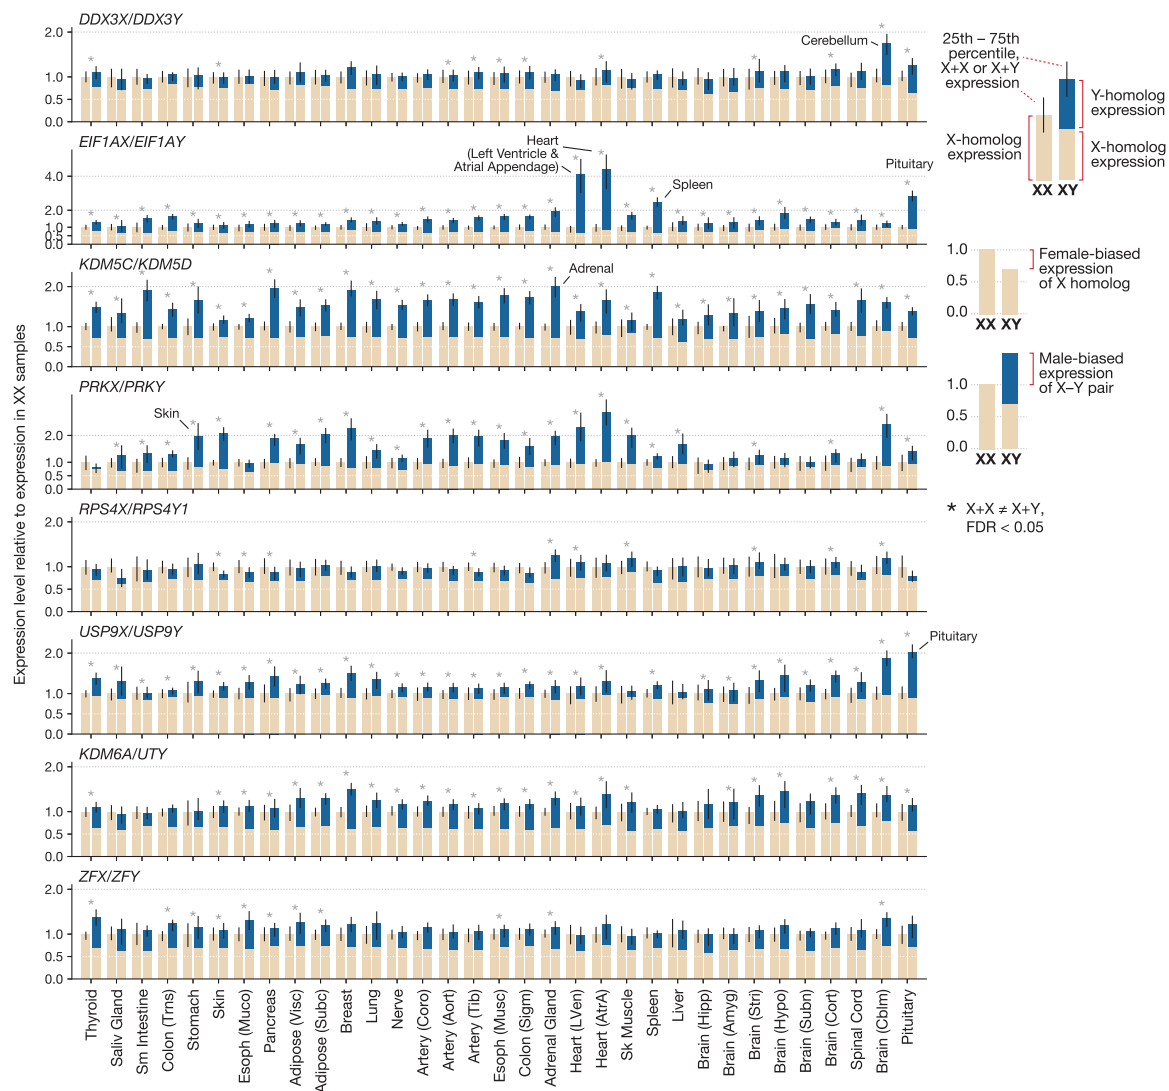 DDX3X/DDX3Y
2.0
1.0
0.5
0.0
Cerebellum
*
EIF1AX/EIF1AY
4.0
2.0
1.0
0.5
0.0
Heart
(Left Ventricle &
Atrial Appendage)
Spleen
Pituitary
KDM5C/KDM5D
2.0
1.0
0.5
0.0
Adrenal
PRKX/PRKY
2.0
1.0
0.5
0.0
Skin
RPS4X/RPS4Y1
2.0
1.0
0.5
0.0
USP9X/USP9Y
2.0
1.0
0.5
0.0
Pituitary
KDM6A/UTY
2.0
1.0
0.5
0.0
ZFX/ZFY
2.0
1.0
0.5
0.0
Expression level relative to expression in XX samples
Thyroid
Saliv Gland
Sm Intestine
Colon (Trns)
Stomach
Skin
Esoph (Muco)
Pancreas
Adipose (Visc)
Adipose (Subc)
Breast
Lung
Nerve
Artery (Coro)
Artery (Aort)
Artery (Tib)
Esoph (Musc)
Colon (Sigm)
Adrenal Gland
Heart (LVen)
Heart (AtrA)
Sk Muscle
Spleen
Liver
Brain (Hipp)
Brain (Amyg)
Brain (Stri)
Brain (Hypo)
Brain (Subn)
Brain (Cort)
Spinal Cord
Brain (Cblm)
Pituitary
25th – 75th
percentile,
X+X or X+Y
expression
Y-homolog
expression
X-homolog
expression
X-homolog
expression
XX XY
1.0
0.5
0.0
Female-biased
expression
of X homolog
XX XY
Male-biased
expression
of X–Y pair
1.0
0.5
0.0
XX XY
* X+X ≠ X+Y,
FDR < 0.05